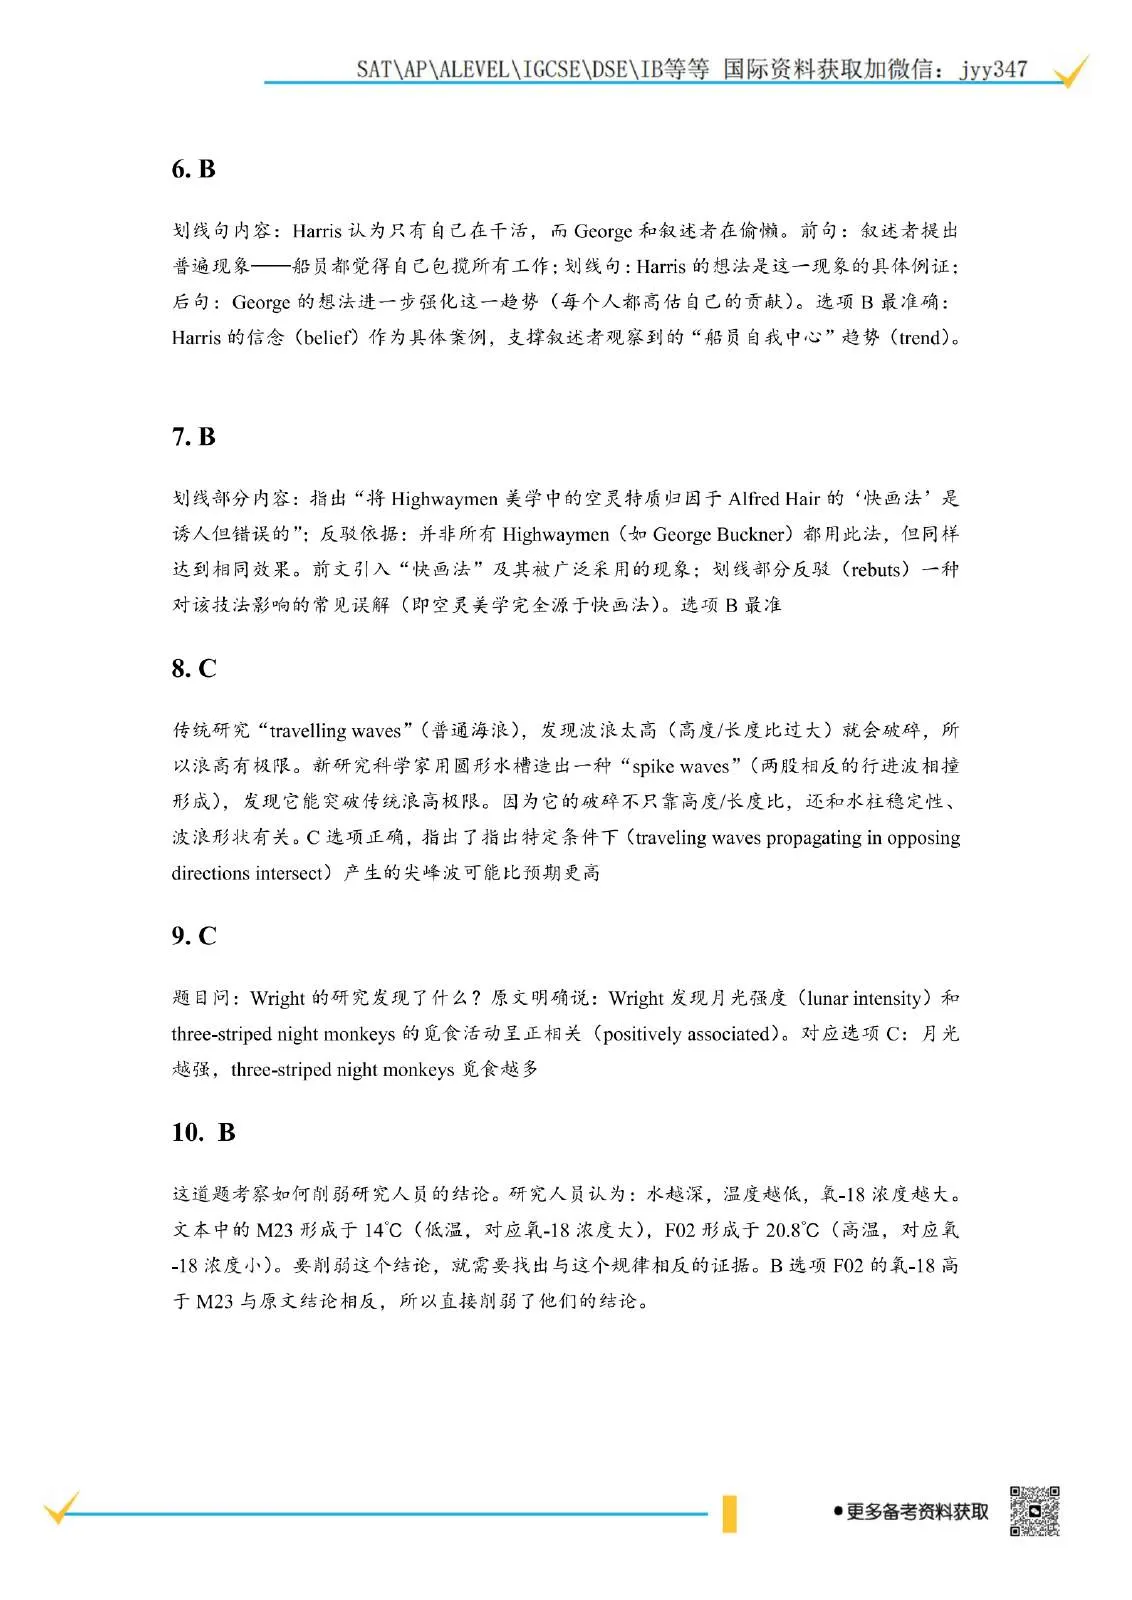 SAT\AP\ALEVEL\IGCSE\DSE\IB等等 国际资料获取加微信：jyy347
6. B
划线句内容：Harris 认为只有自己在干活，而 George 和叙述者在偷懒。前句：叙述者提出
普遍现象——船员都觉得自己包揽所有工作；划线句：Harris 的想法是这一现象的具体例证；
后句：George 的想法进一步强化这一趋势（每个人都高估自己的贡献）。选项 B 最准确：
Harris 的信念（belief）作为具体案例，支撑叙述者观察到的“船员自我中心”趋势（trend）。
7. B
划线部分内容：指出“将 Highwaymen 美学中的空灵特质归因于 Alfred Hair 的‘快画法’是
诱人但错误的”；反驳依据：并非所有 Highwaymen（如 George Buckner）都用此法，但同样
达到相同效果。前文引入“快画法”及其被广泛采用的现象；划线部分反驳（rebuts）一种
对该技法影响的常见误解（即空灵美学完全源于快画法）。选项 B 最准
8. C
传统研究“travelling waves”（普通海浪），发现波浪太高（高度/长度比过大）就会破碎，所
以浪高有极限。新研究科学家用圆形水槽造出一种“spike waves”（两股相反的行进波相撞
形成），发现它能突破传统浪高极限。因为它的破碎不只靠高度/长度比，还和水柱稳定性、
波浪形状有关。C 选项正确，指出了指出特定条件下（traveling waves propagating in opposing
directions intersect）产生的尖峰波可能比预期更高
9. C
题目问：Wright 的研究发现了什么？原文明确说：Wright 发现月光强度（lunar intensity）和
three-striped night monkeys 的觅食活动呈正相关（positively associated）。对应选项 C：月光
越强，three-striped night monkeys 觅食越多
10. B
这道题考察如何削弱研究人员的结论。研究人员认为：水越深，温度越低，氧-18 浓度越大。
文本中的 M23 形成于 14℃（低温，对应氧-18 浓度大），F02 形成于 20.8℃（高温，对应氧
-18 浓度小）。要削弱这个结论，就需要找出与这个规律相反的证据。B 选项 F02 的氧-18 高
于 M23 与原文结论相反，所以直接削弱了他们的结论。
•更多备考资料获取